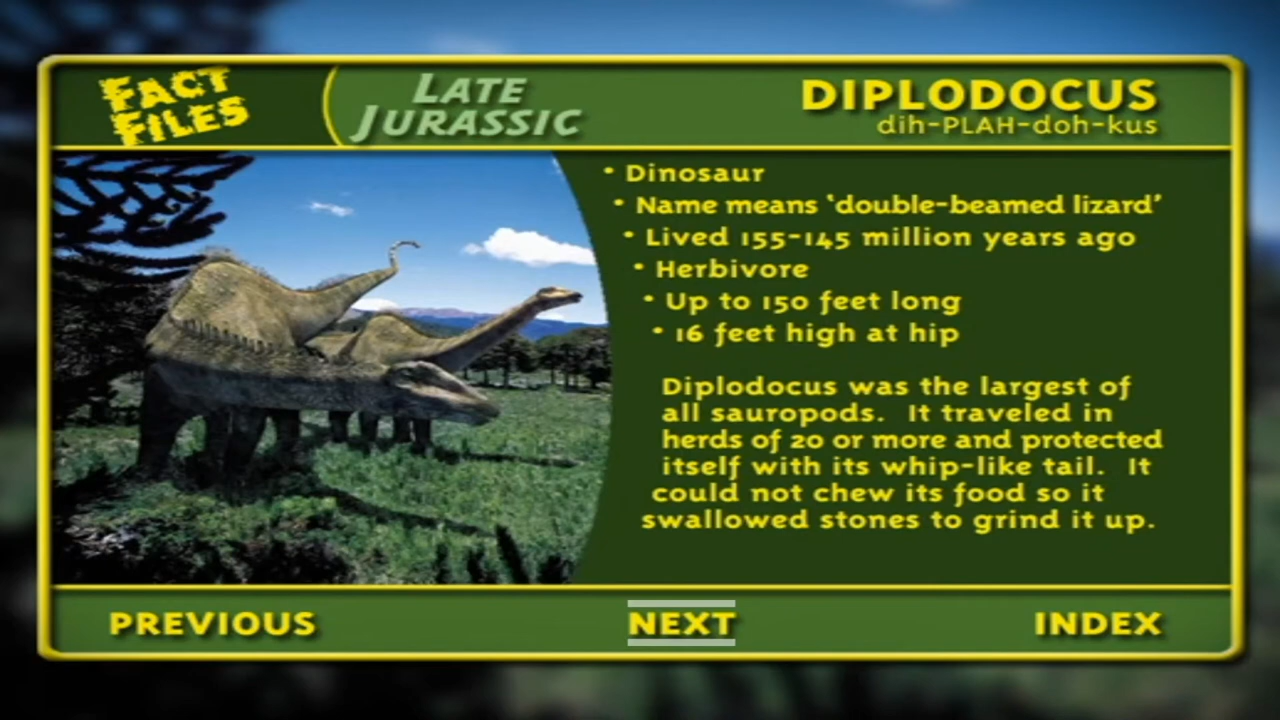 FACT
FILES
LATE
JURASSIC
DIPLODOCUS
dih-PLAH-doh-kus
• Dinosaur
• Name means ‘double-beamed lizard’
• Lived 155-145 million years ago
• Herbivore
• Up to 150 feet long
• 16 feet high at hip
Diplodocus was the largest of
all sauropods. It traveled in
herds of 20 or more and protected
itself with its whip-like tail. It
could not chew its food so it
swallowed stones to grind it up.
PREVIOUS
NEXT
INDEX